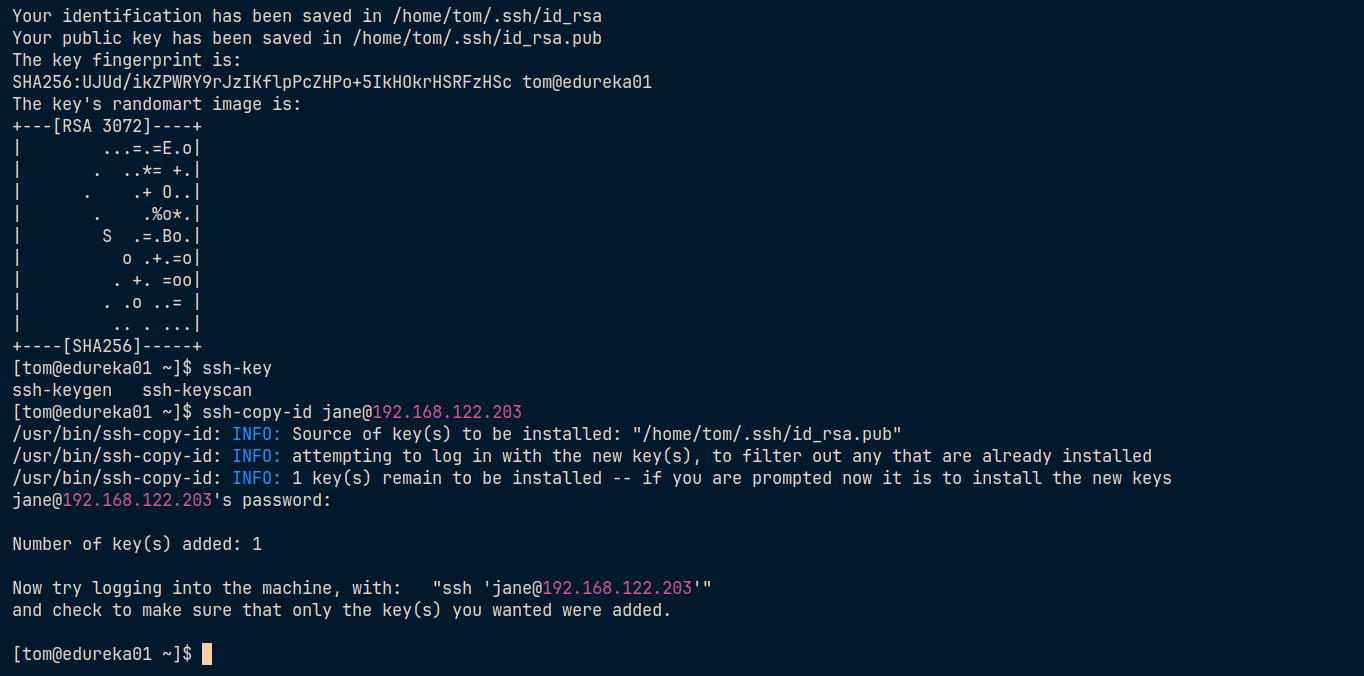 Your identification has been saved in /home/tom/.ssh/id_rsa
Your public key has been saved in /home/tom/.ssh/id_rsa.pub
The key fingerprint is:
SHA256:UJUd/ikZPWRY9rJzIKflpPcZHPo+5IkHOkrHSRFzHSc tom@edureka01
The key's randomart image is:
+---[RSA 3072]----+
|        ...=.=E.o|
|       .  ..*= +.|
|      .    .+ O..|
|       .    .%o*.|
|        S  .=.Bo.|
|          o .+.=o|
|         . +. =oo|
|        . .o ..= |
|         .. . ...|
+----[SHA256]-----+
[tom@edureka01 ~]$ ssh-key
ssh-keygen   ssh-keyscan
[tom@edureka01 ~]$ ssh-copy-id jane@192.168.122.203
/usr/bin/ssh-copy-id: INFO: Source of key(s) to be installed: "/home/tom/.ssh/id_rsa.pub"
/usr/bin/ssh-copy-id: INFO: attempting to log in with the new key(s), to filter out any that are already installed
/usr/bin/ssh-copy-id: INFO: 1 key(s) remain to be installed -- if you are prompted now it is to install the new keys
jane@192.168.122.203's password:

Number of key(s) added: 1

Now try logging into the machine, with:   "ssh 'jane@192.168.122.203'"
and check to make sure that only the key(s) you wanted were added.

[tom@edureka01 ~]$